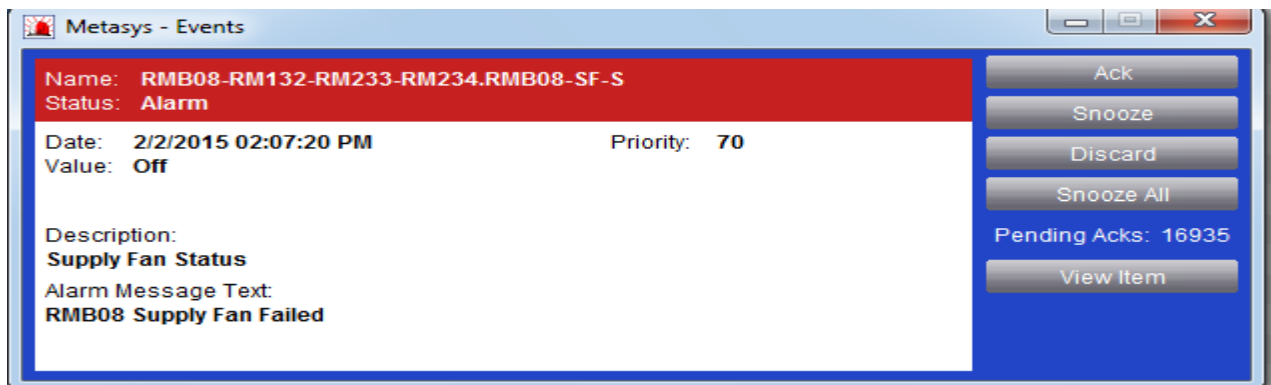 Metasys - Events
Name: RMB08-RM132-RM233-RM234.RMB08-SF-S
Status: Alarm
Date: 2/2/2015 02:07:20 PM Priority: 70
Value: Off
Description:
Supply Fan Status
Alarm Message Text:
RMB08 Supply Fan Failed
Ack
Snooze
Discard
Snooze All
Pending Acks: 16935
View Item